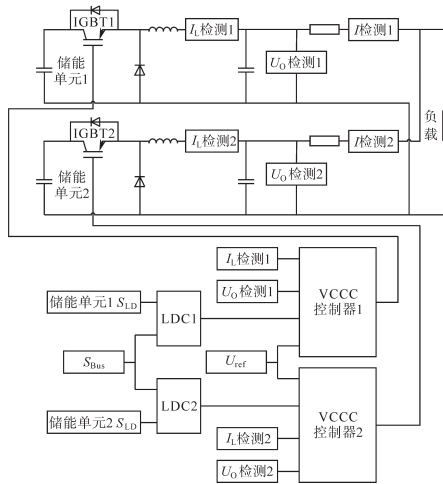 IGBT1
储能
单元1
I_L检测1
U_O检测1
I检测1
IGBT2
储能
单元2
I_L检测2
U_O检测2
I检测2
负
载
I_L检测1
U_O检测1
VCCC
控制器1
储能单元1 S_LD
LDC1
S_Bus
U_ref
LDC2
储能单元2 S_LD
VCCC
控制器2
I_L检测2
U_O检测2